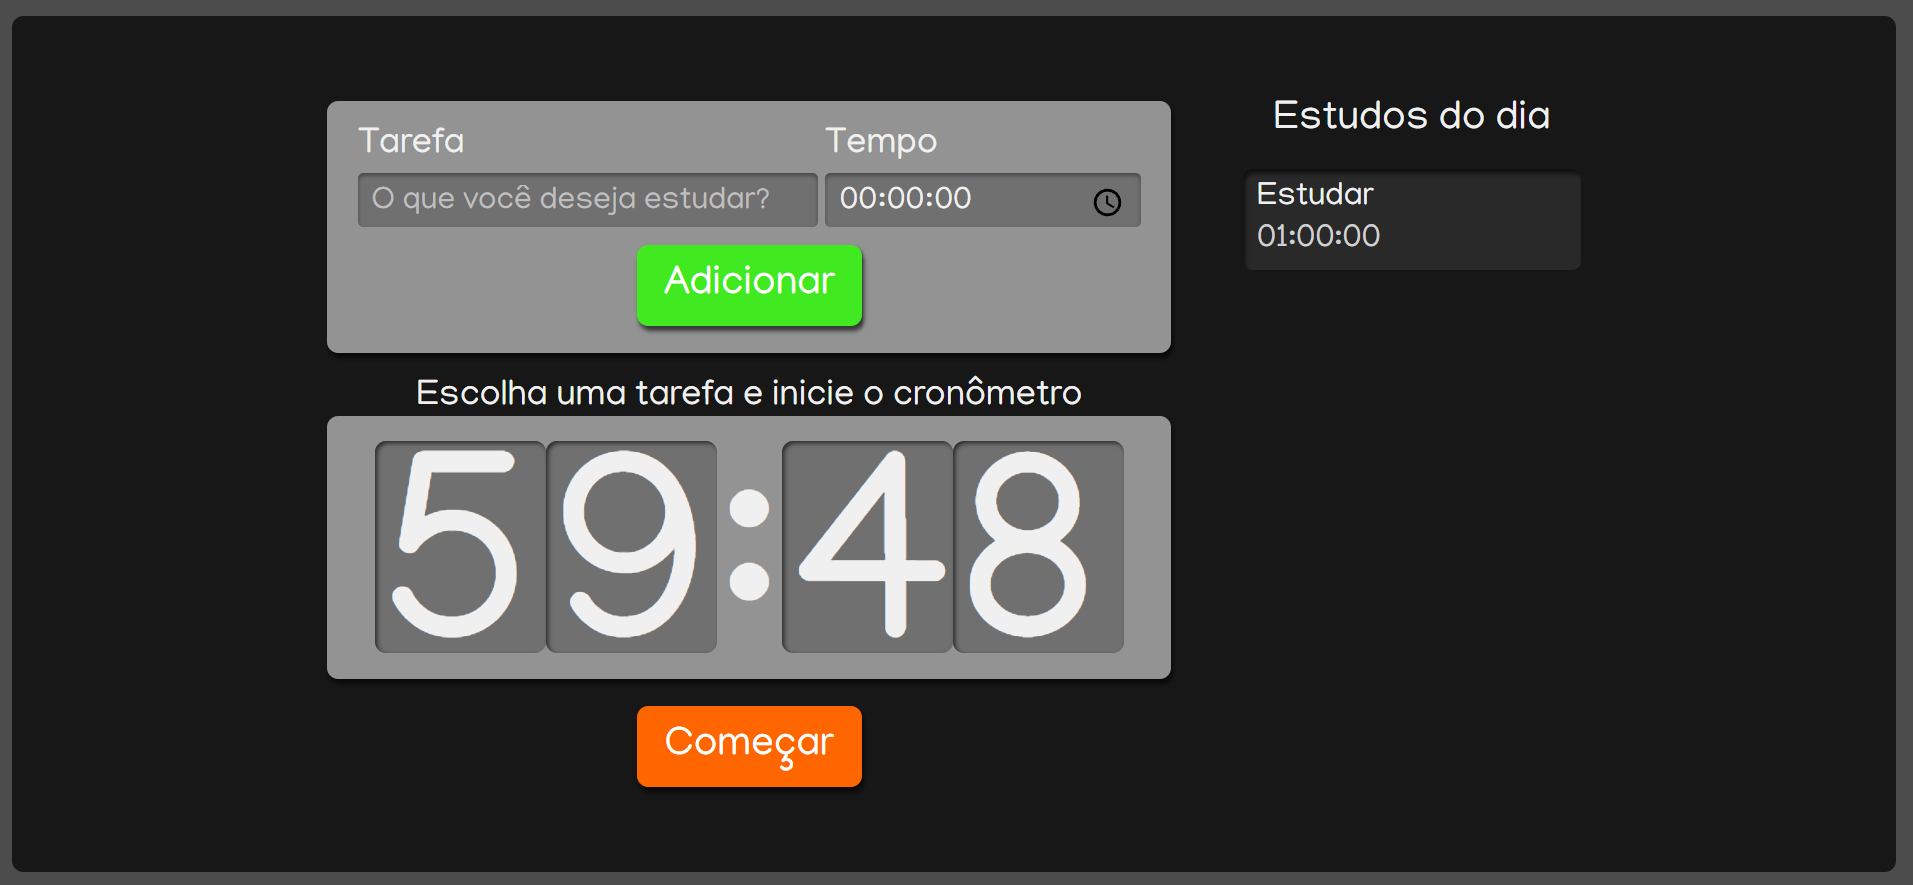 Tarefa
Tempo
O que você deseja estudar?
00:00:00
Adicionar
Escolha uma tarefa e inicie o cronômetro
59:48
Começar
Estudos do dia
Estudar
01:00:00